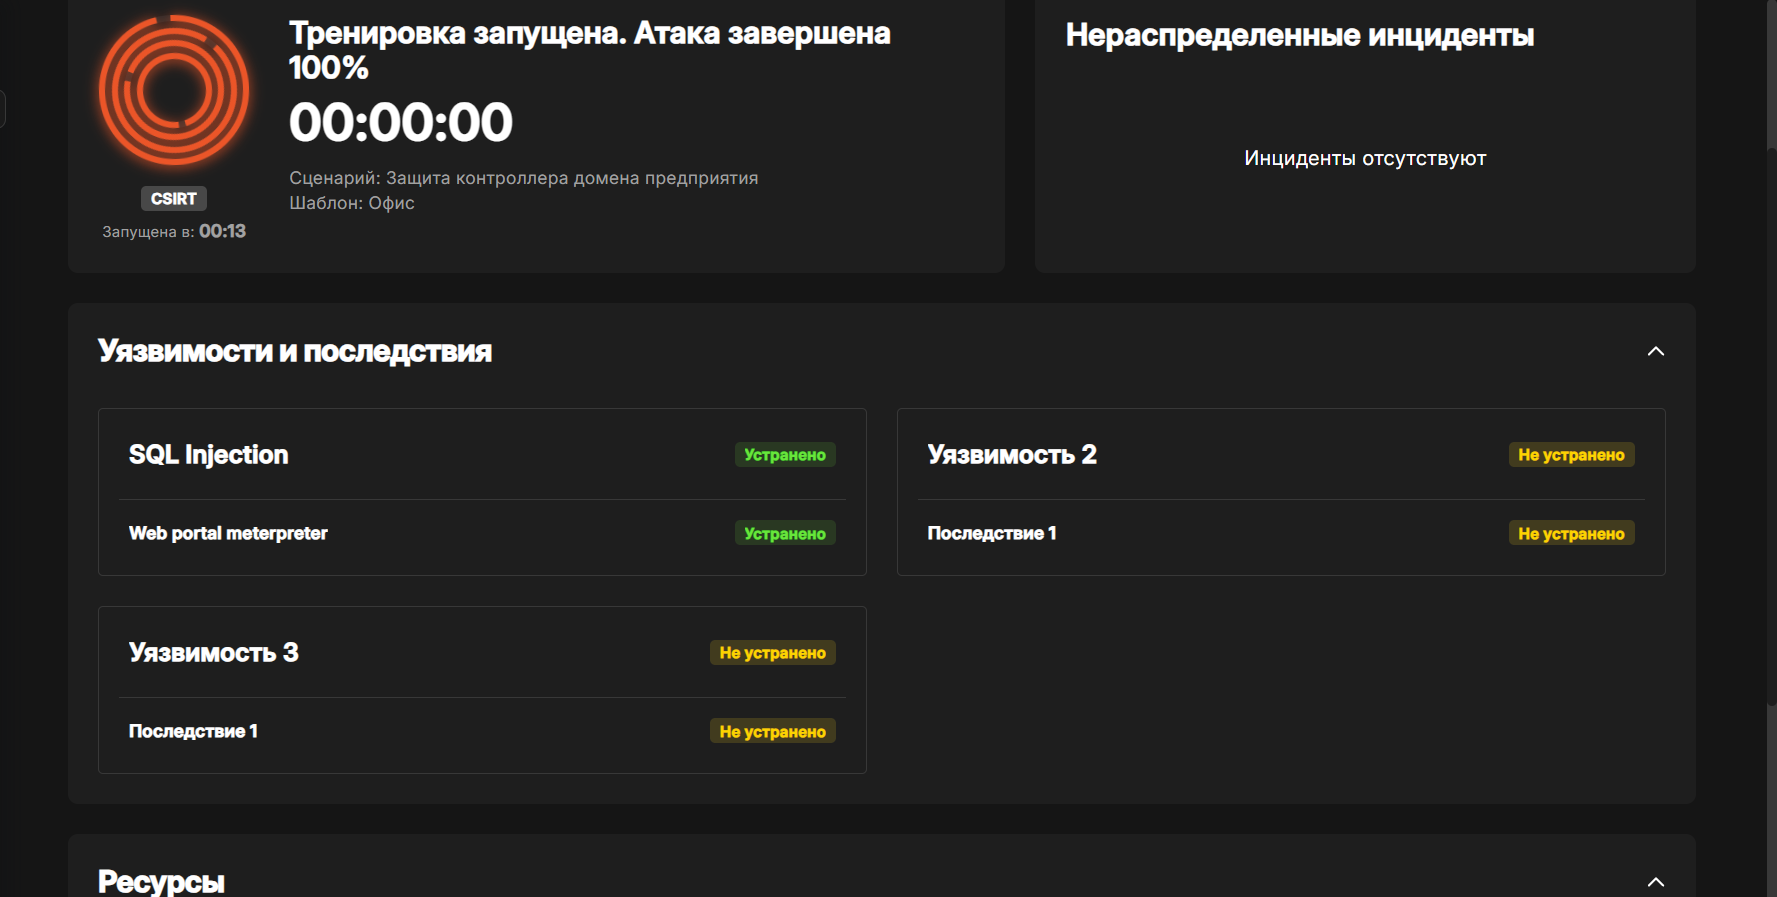 Тренировка запущена. Атака завершена
100%
00:00:00
Сценарий: Защита контроллера домена предприятия
Шаблон: Офис
CSIRT
Запущена в: 00:13
Нераспределенные инциденты
Инциденты отсутствуют
Уязвимости и последствия
SQL Injection
Устранено
Web portal meterpreter
Устранено
Уязвимость 2
Не устранено
Последствие 1
Не устранено
Уязвимость 3
Не устранено
Последствие 1
Не устранено
Ресурсы